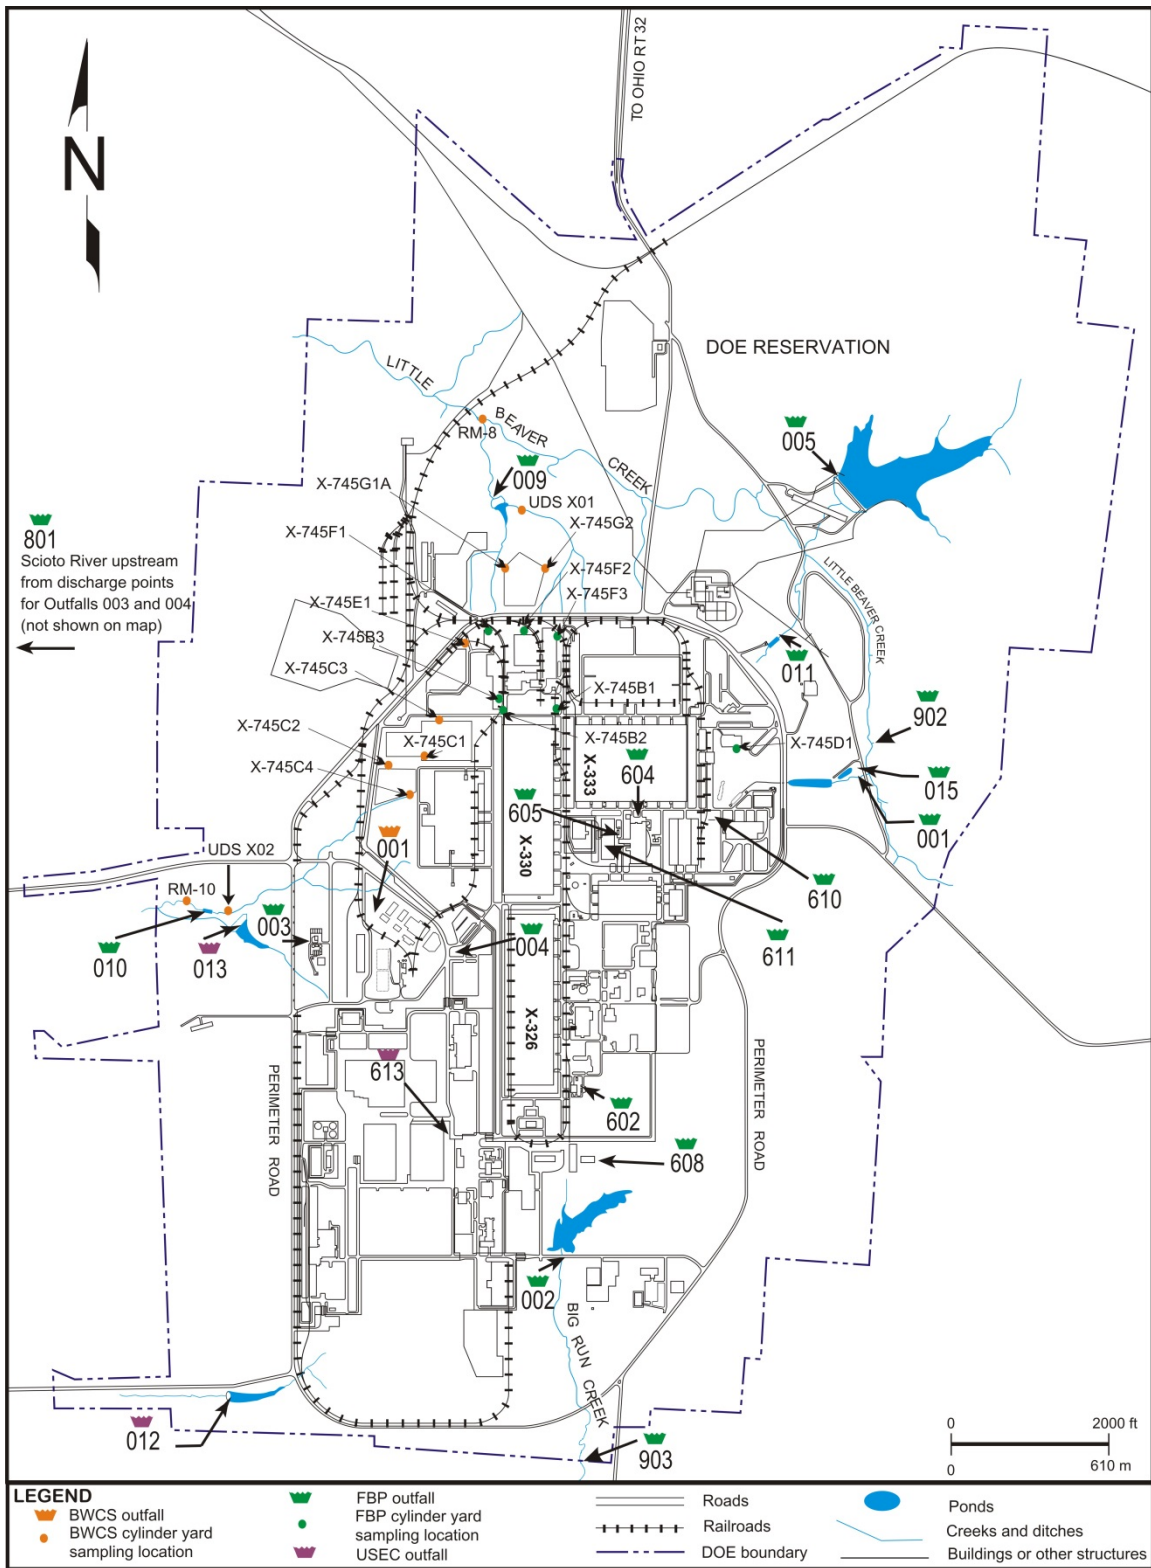 TO OHIO RT 32
N
DOE RESERVATION
LITTLE
BEAVER
CREEK
RM-8
009
005
X-745G1A
UDS X01
X-745G2
X-745F1
X-745F2
X-745F3
801
Scioto River upstream
from discharge points
for Outfalls 003 and 004
(not shown on map)
LITTLE BEAVER CREEK
X-745E1
X-745B3
X-745C3
011
X-745B1
902
X-745C2
X-745C1
X-745B2
X-745D1
X-745C4
X-333
604
015
605
001
001
X-330
UDS X02
RM-10
610
003
004
611
010
013
X-326
613
PERIMETER ROAD
PERIMETER ROAD
602
608
002
BIG RUN CREEK
012
903
0 2000 ft
0 610 m
LEGEND
BWCS outfall
BWCS cylinder yard
sampling location
FBP outfall
FBP cylinder yard
sampling location
USEC outfall
Roads
Railroads
DOE boundary
Ponds
Creeks and ditches
Buildings or other structures